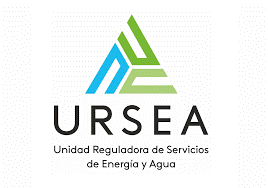 URSEA
Unidad Reguladora de Servicios
de Energía y Agua